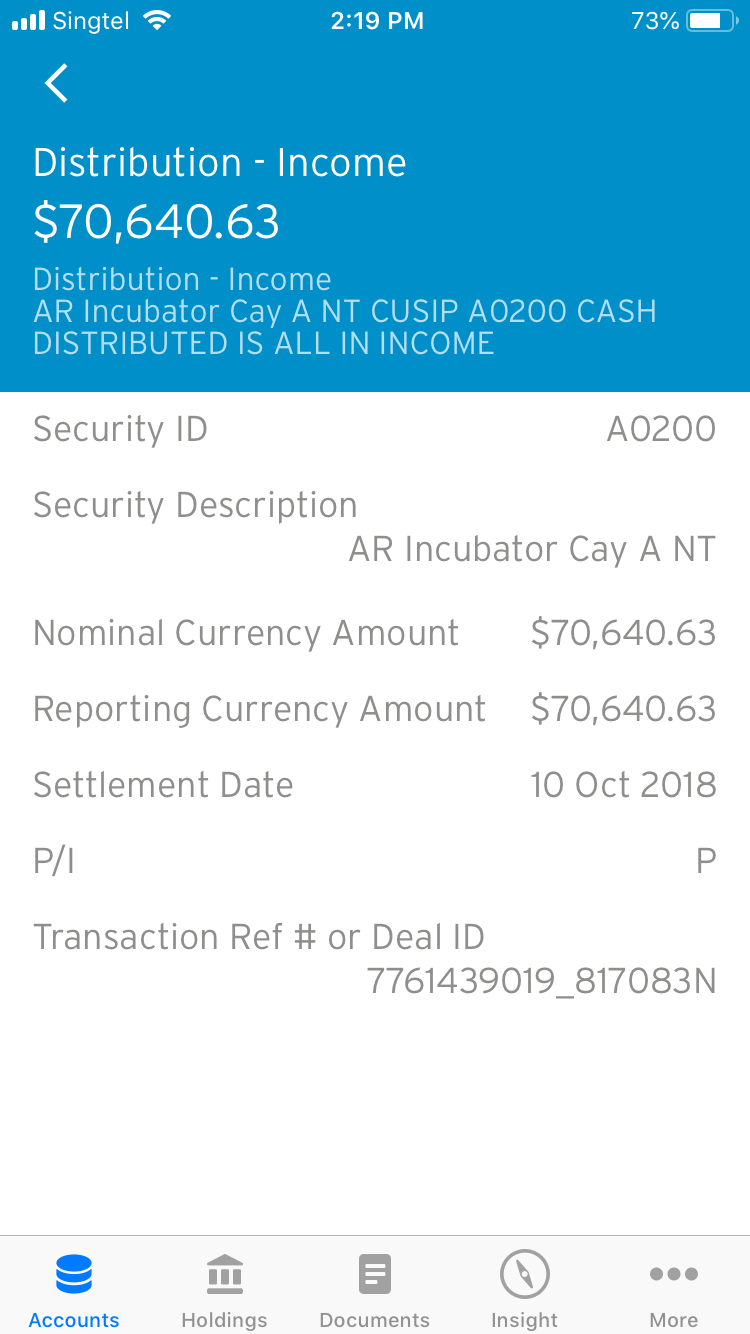 Singtel 2:19 PM 73%
Distribution - Income
$70,640.63
Distribution - Income
AR Incubator Cay A NT CUSIP A0200 CASH
DISTRIBUTED IS ALL IN INCOME
Security ID A0200
Security Description
AR Incubator Cay A NT
Nominal Currency Amount $70,640.63
Reporting Currency Amount $70,640.63
Settlement Date 10 Oct 2018
P/I P
Transaction Ref # or Deal ID
7761439019_817083N
Accounts Holdings Documents Insight More